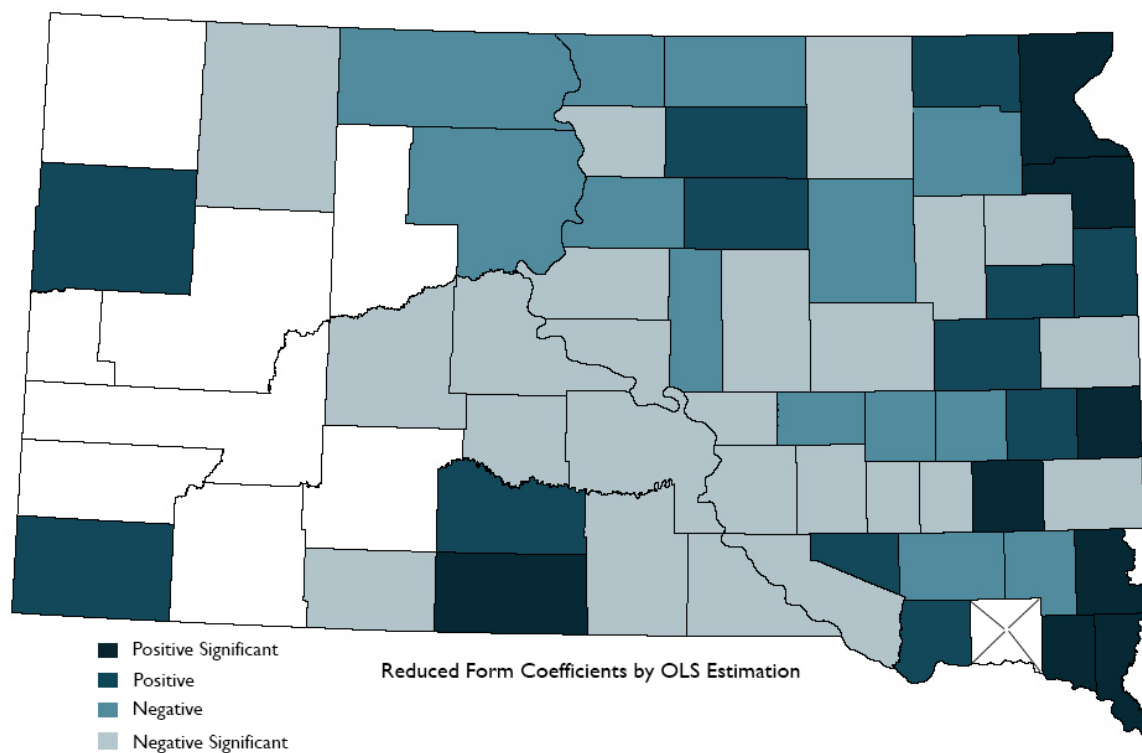 Positive Significant
Positive
Negative
Negative Significant
Reduced Form Coefficients by OLS Estimation